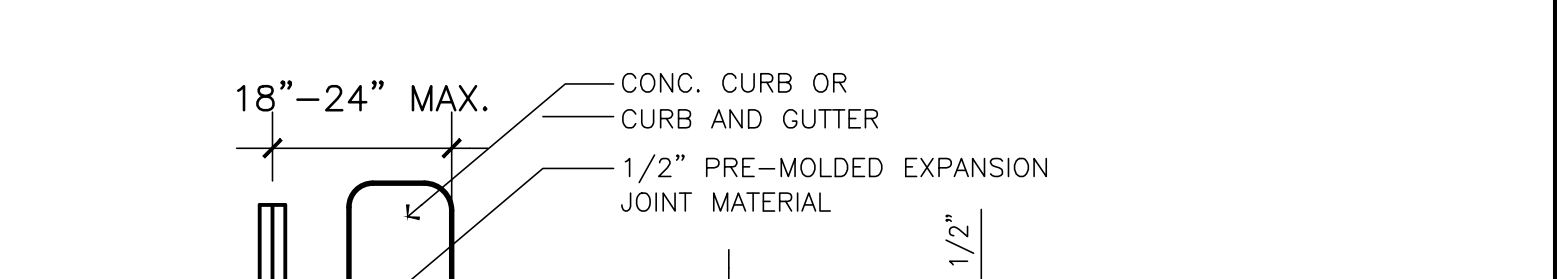 18”-24” MAX.
CONC. CURB OR
CURB AND GUTTER
1/2” PRE-MOLDED EXPANSION
JOINT MATERIAL
1/2”